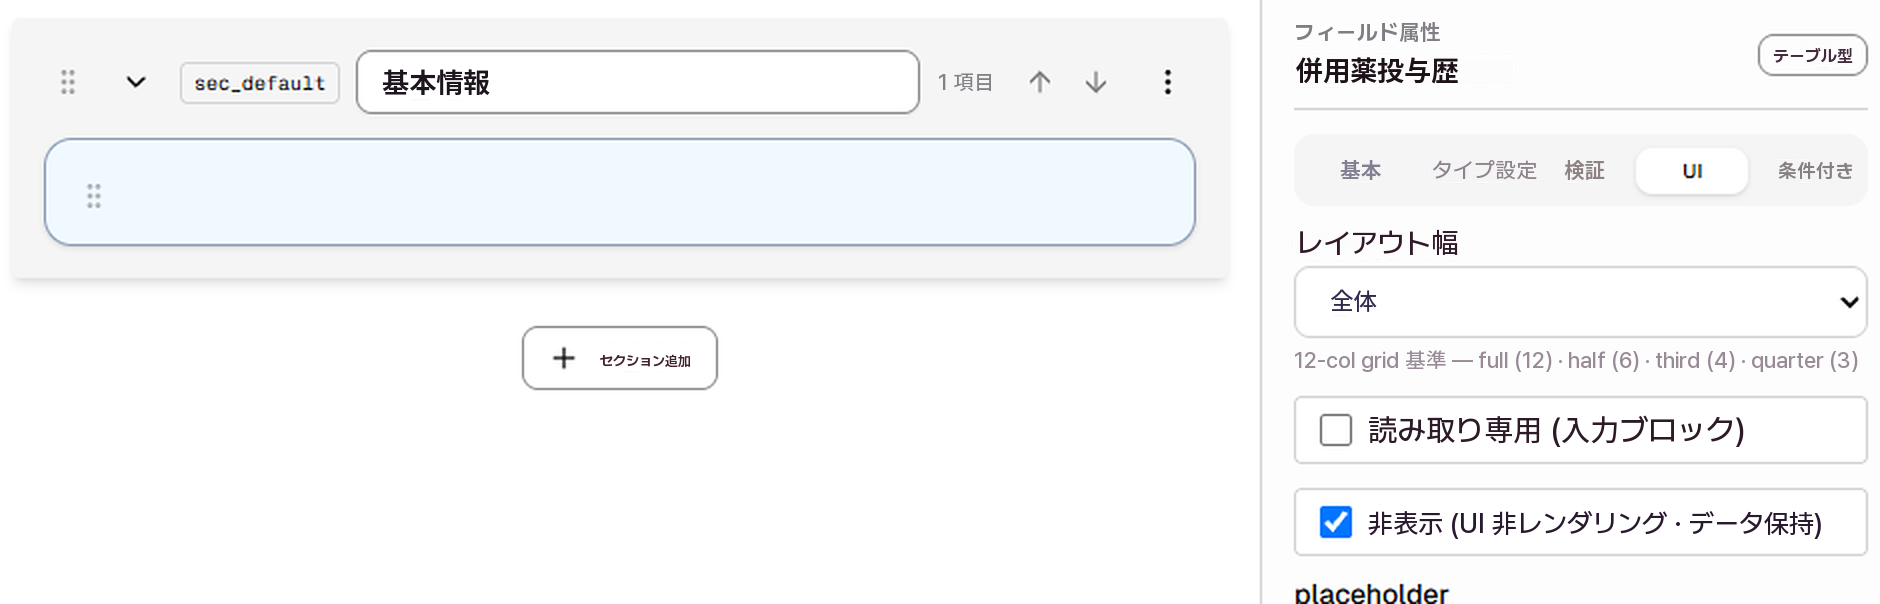 sec_default
基本情報
1 項目
セクション追加
フィールド属性
併用薬投与歴
テーブル型
基本 タイプ設定 検証 UI 条件付き
レイアウト幅
全体
12-col grid 基準 — full (12) · half (6) · third (4) · quarter (3)
読み取り専用 (入力ブロック)
非表示 (UI 非レンダリング · データ保持)
placeholder